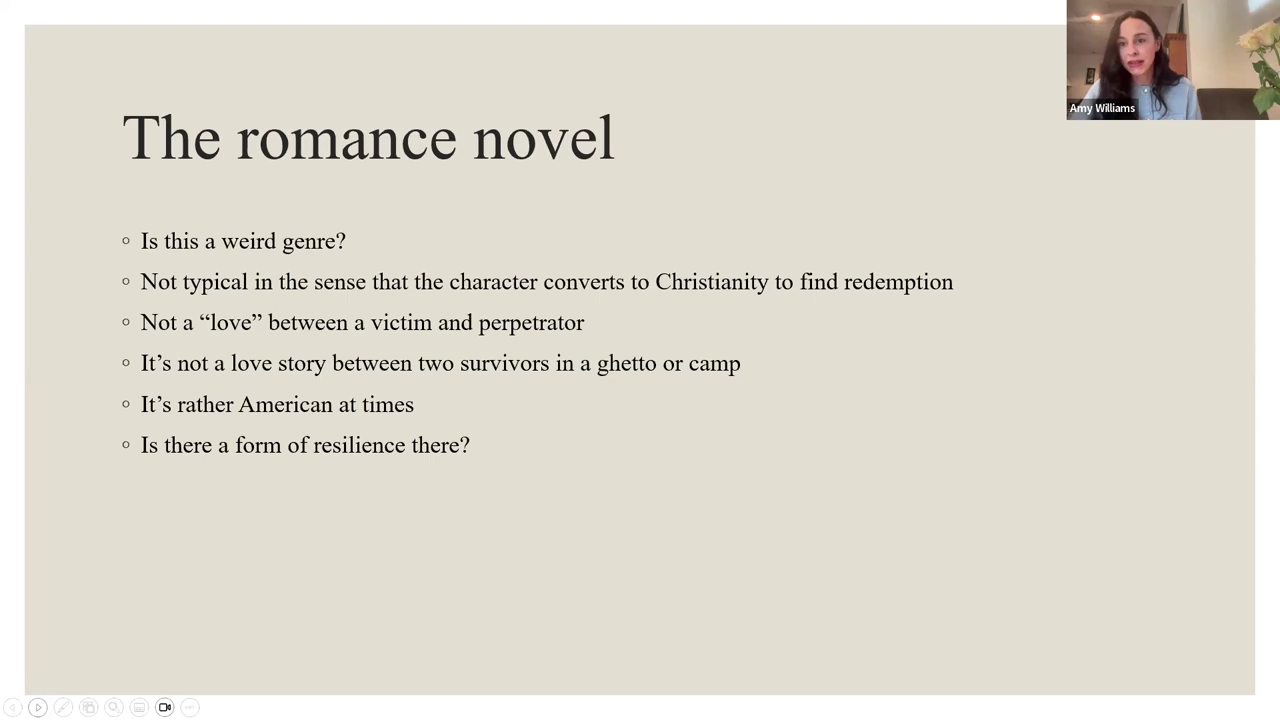 Amy Williams
The romance novel
Is this a weird genre?
Not typical in the sense that the character converts to Christianity to find redemption
Not a “love” between a victim and perpetrator
It’s not a love story between two survivors in a ghetto or camp
It’s rather American at times
Is there a form of resilience there?